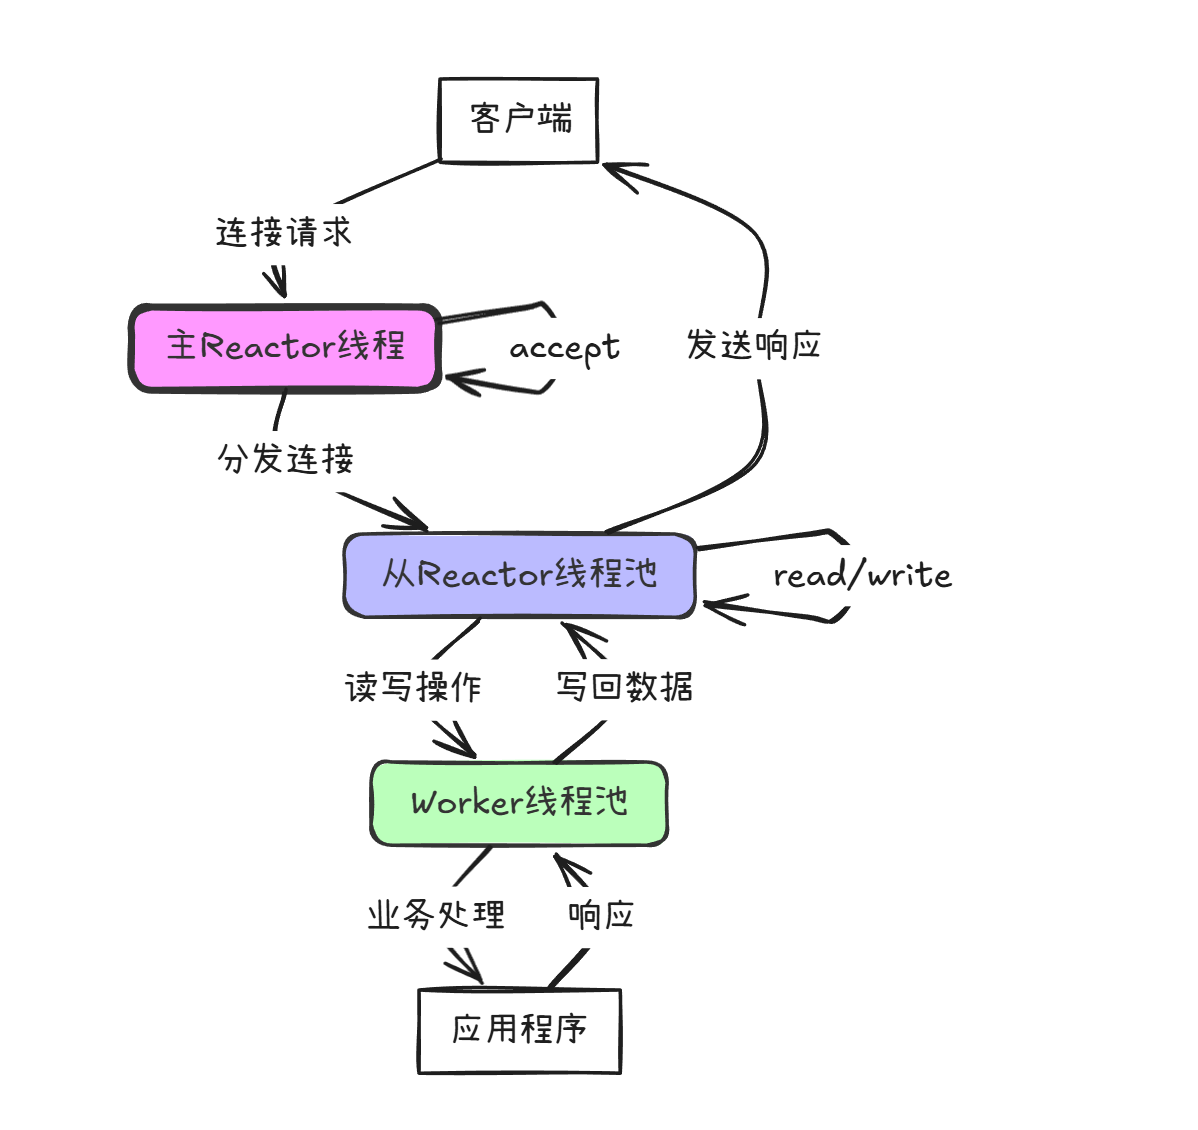 客户端
连接请求
主Reactor线程
accept
发送响应
分发连接
从Reactor线程池
read/write
读写操作
写回数据
Worker线程池
业务处理
响应
应用程序